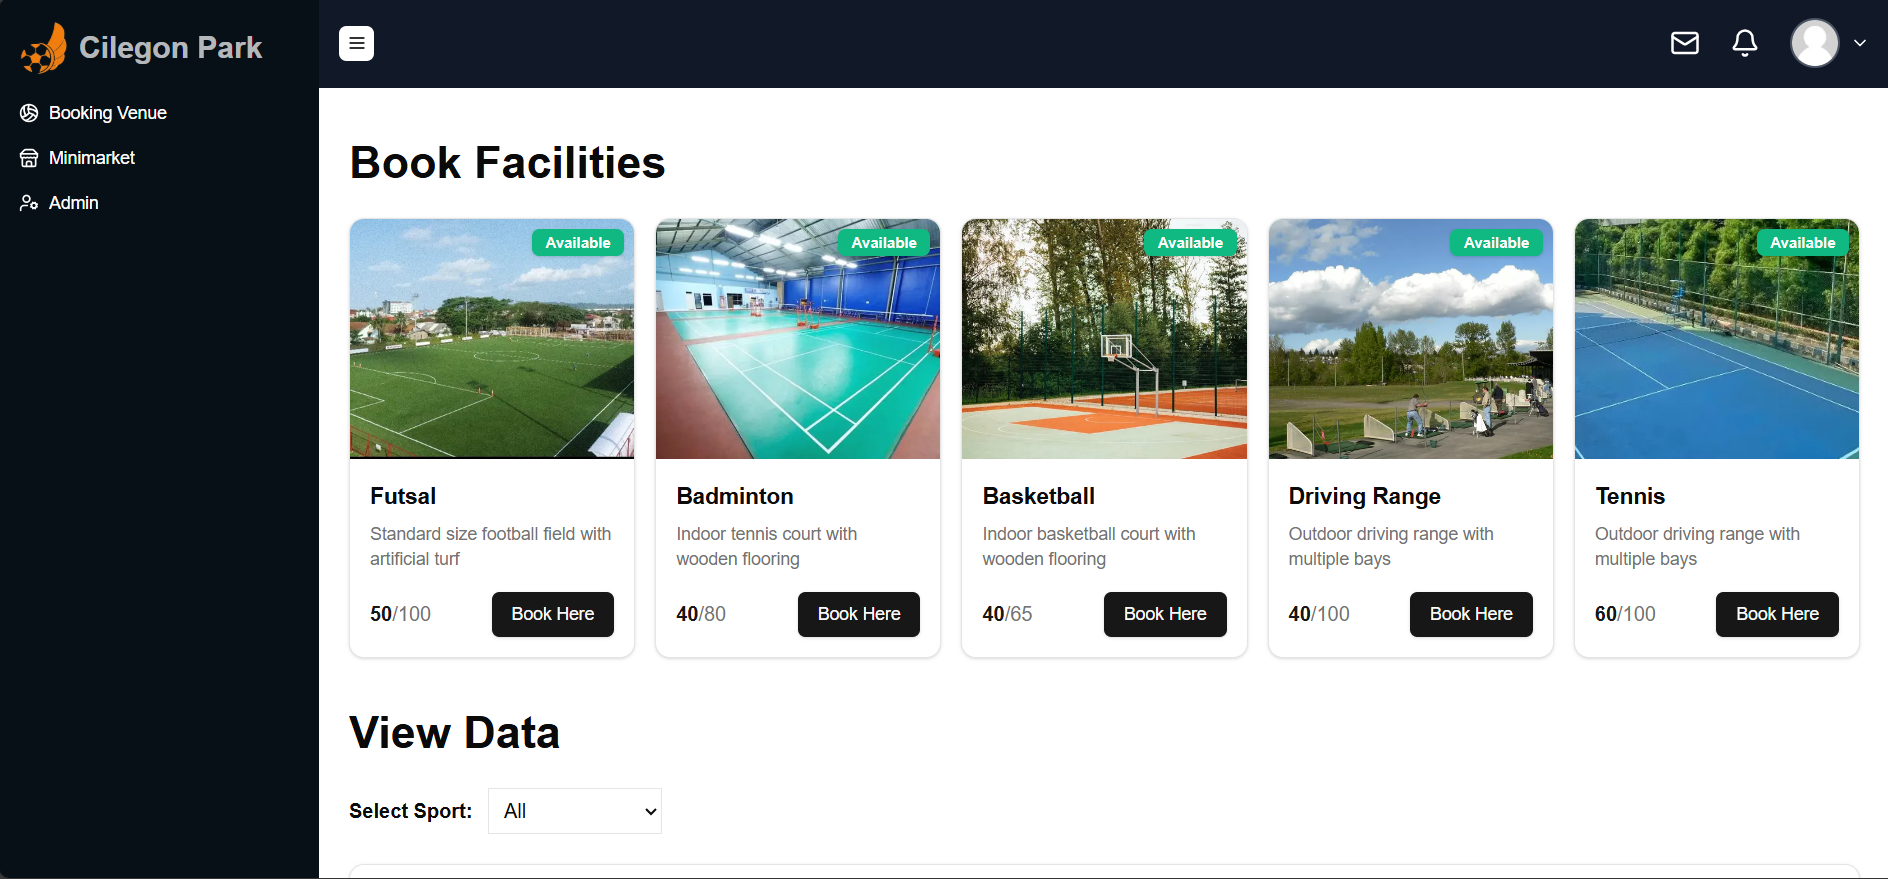 Cilegon Park
Booking Venue
Minimarket
Admin
Book Facilities
Available
Available
Available
Available
Available
Futsal
Standard size football field with
artificial turf
50/100
Book Here
Badminton
Indoor tennis court with
wooden flooring
40/80
Book Here
Basketball
Indoor basketball court with
wooden flooring
40/65
Book Here
Driving Range
Outdoor driving range with
multiple bays
40/100
Book Here
Tennis
Outdoor driving range with
multiple bays
60/100
Book Here
View Data
Select Sport:
All